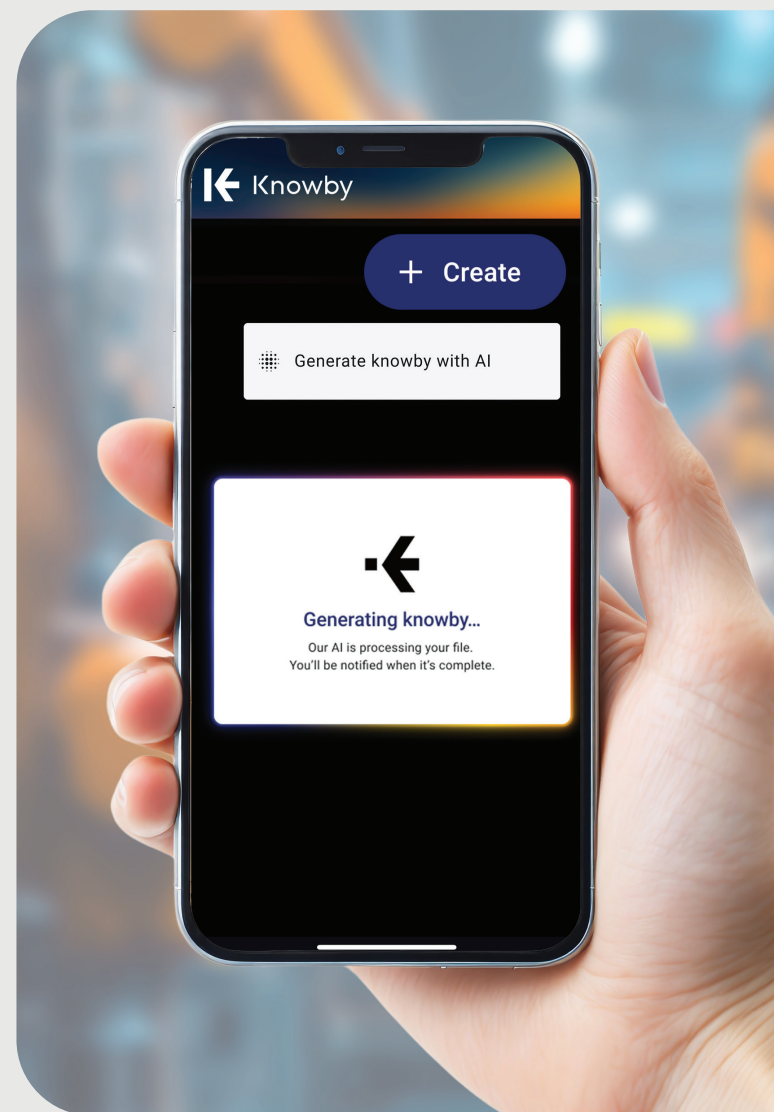 Knowby
+ Create
Generate knowby with AI
Generating knowby...
Our AI is processing your file.
You'll be notified when it's complete.